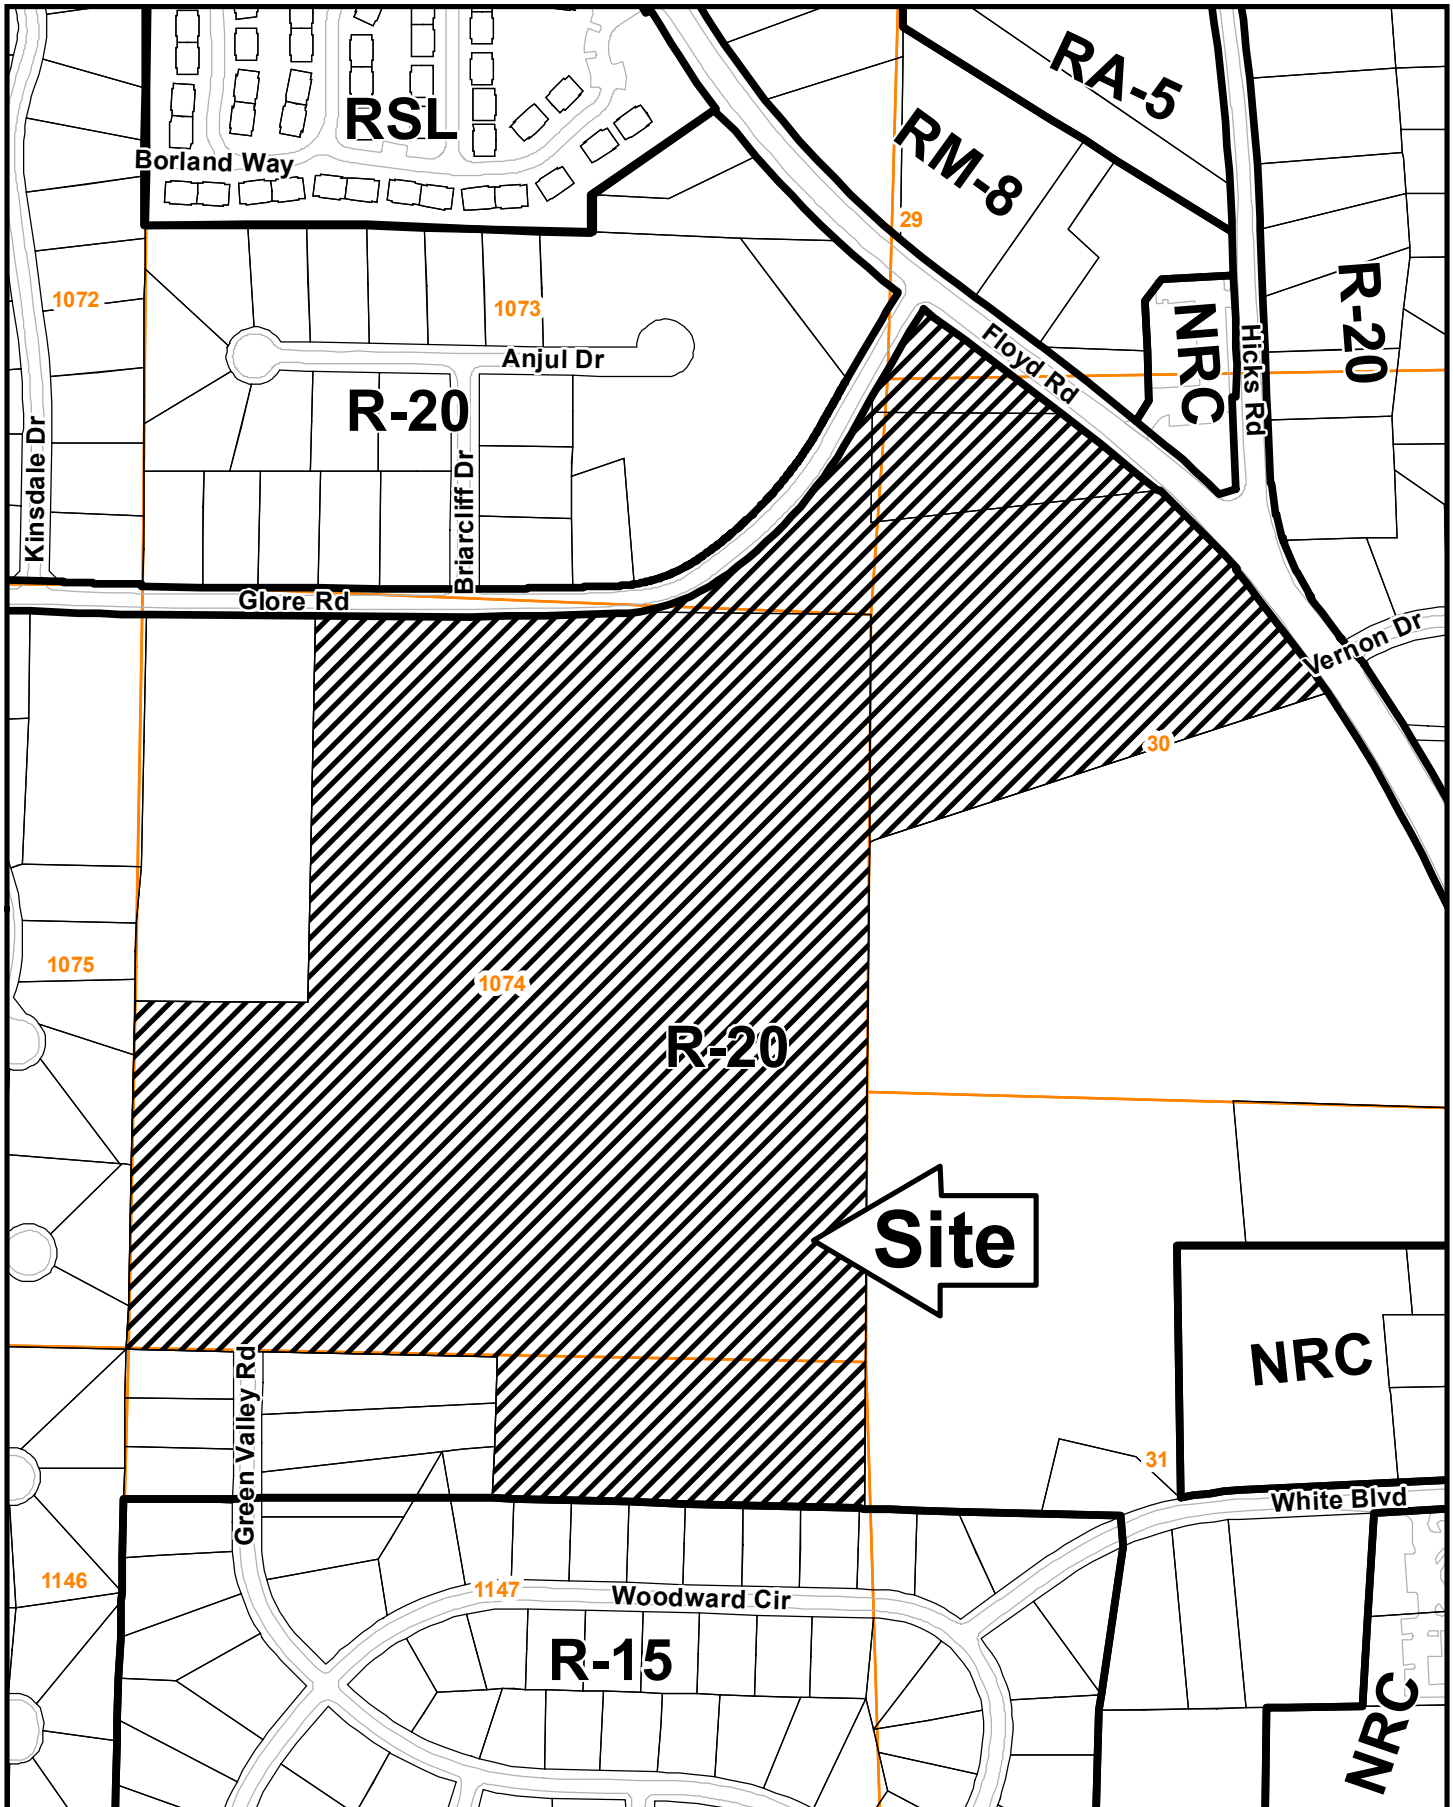 RA-5
RSL
RM-8
Borland Way
29
1072
1073
R-20
NRC
Floyd Rd
Hicks Rd
Anjul Dr
R-20
Kinsdale Dr
Briarcliff Dr
Glore Rd
Vernon Dr
30
1075
1074
R-20
Site
NRC
Green Valley Rd
31
White Blvd
1146
1147
Woodward Cir
R-15
NRC